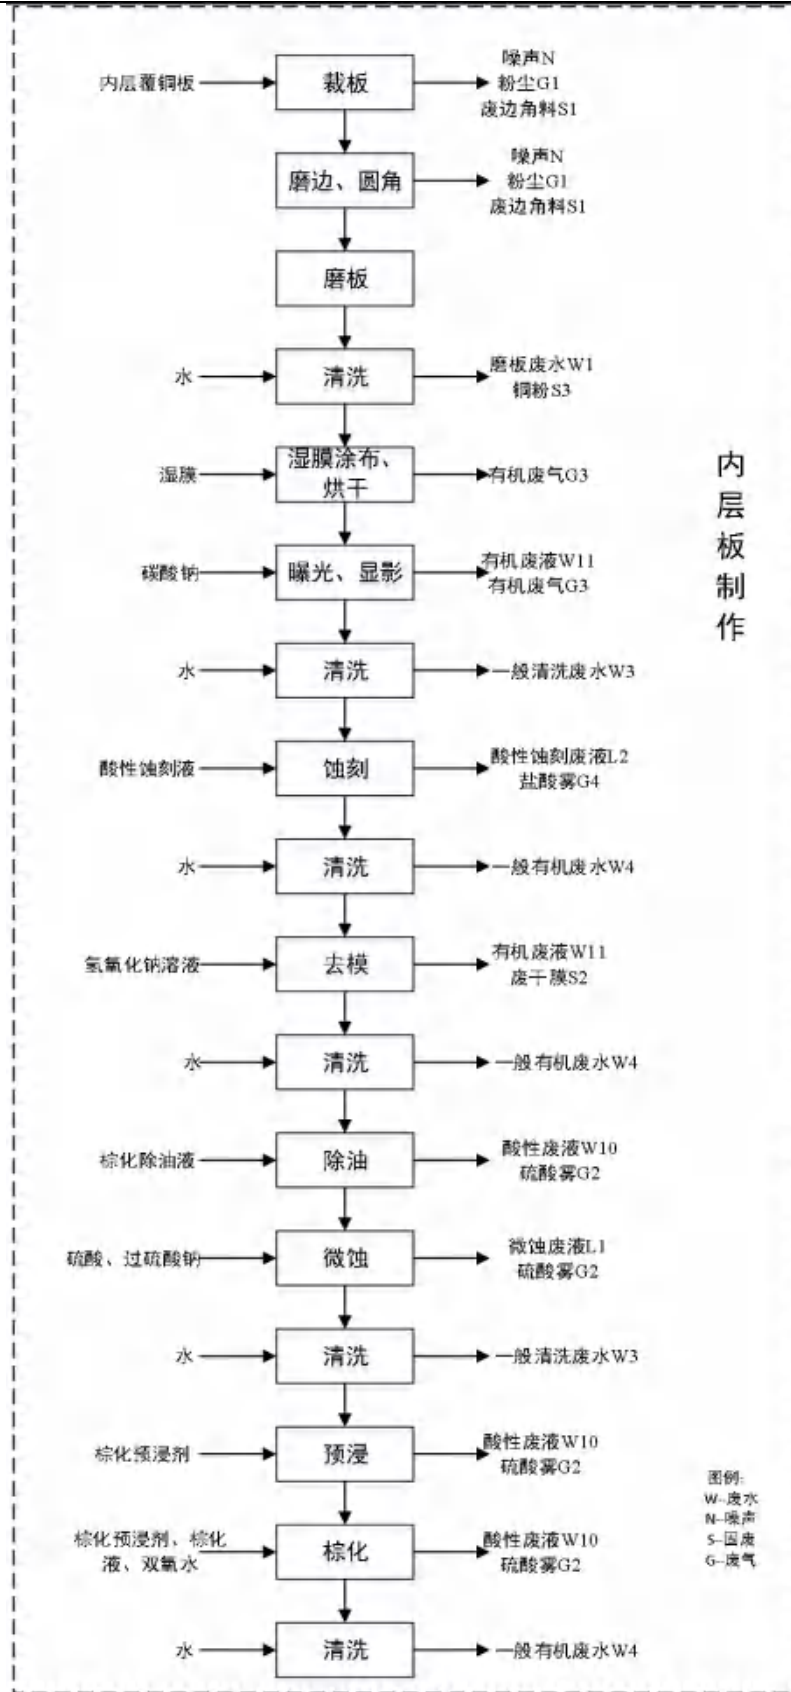 内层覆铜板
裁板
噪声N
粉尘G1
废边角料S1
磨边、圆角
噪声N
粉尘G1
废边角料S1
磨板
水
清洗
磨板废水W1
铜粉S3
湿膜
湿膜涂布、
烘干
有机废气G3
内层板制作
碳酸钠
曝光、显影
有机废液W11
有机废气G3
水
清洗
一般清洗废水W3
酸性蚀刻液
蚀刻
酸性蚀刻废液L2
盐酸雾G4
水
清洗
一般有机废水W4
氢氧化钠溶液
去模
有机废液W11
废干膜S2
水
清洗
一般有机废水W4
棕化除油液
除油
酸性废液W10
硫酸雾G2
硫酸、过硫酸钠
微蚀
微蚀废液L1
硫酸雾G2
水
清洗
一般清洗废水W3
棕化预浸剂
预浸
酸性废液W10
硫酸雾G2
棕化预浸剂、棕化
液、双氧水
棕化
酸性废液W10
硫酸雾G2
图例:
W--废水
N--噪声
S--固废
G--废气
水
清洗
一般有机废水W4